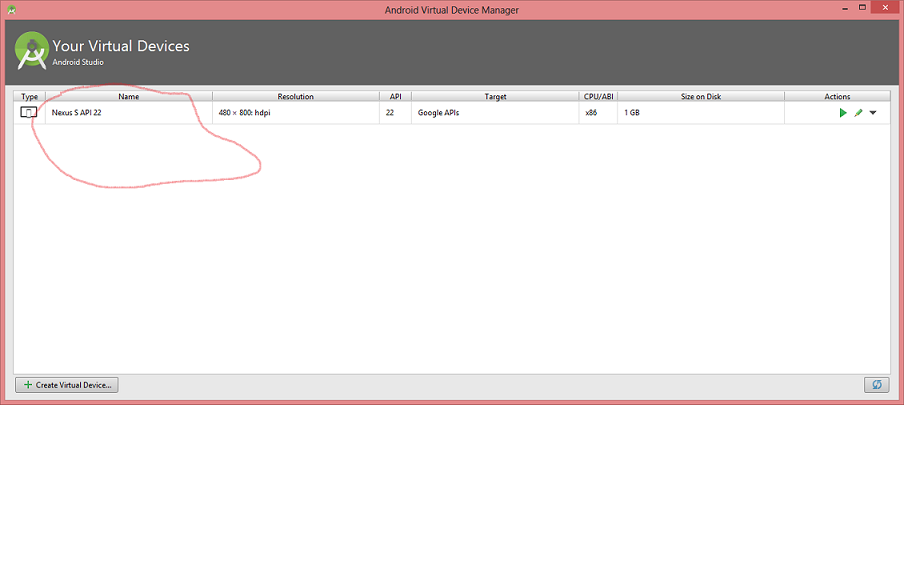 Android Virtual Device Manager
Your Virtual Devices
Android Studio
Type Name Resolution API Target CPU/ABI Size on Disk Actions
Nexus S API 22 480 × 800: hdpi 22 Google APIs x86 1 GB
Create Virtual Device...